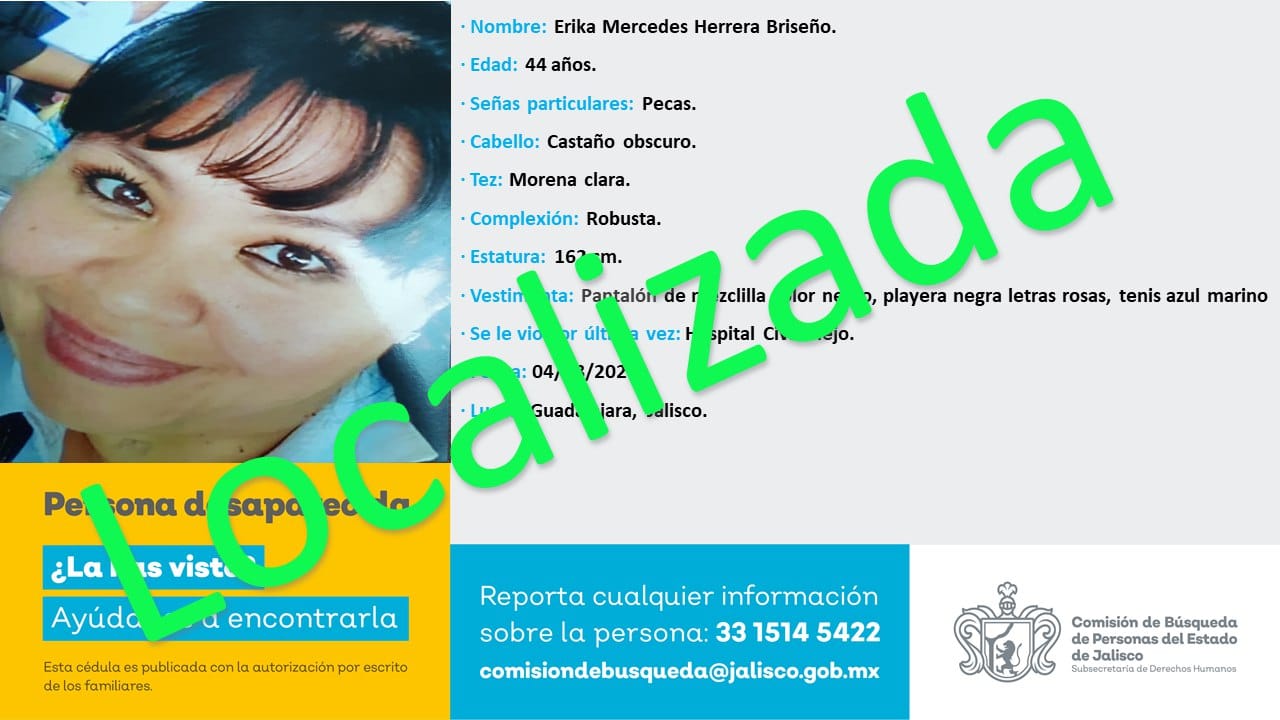 · Nombre: Erika Mercedes Herrera Briseño.
· Edad: 44 años.
· Señas particulares: Pecas.
· Cabello: Castaño obscuro.
· Tez: Morena clara.
· Complexión: Robusta.
· Estatura: 162 cm.
· Vestimenta: Pantalón de mezclilla color negro, playera negra letras rosas, tenis azul marino
· Se le vio por última vez: Hospital Civil Viejo.
· Fecha:
· Lugar: Guadalajara, Jalisco.
Localizada
Persona desaparecida
¿La has visto?
Ayúdanos a encontrarla
Esta cédula es publicada con la autorización por escrito
de los familiares.
Reporta cualquier información
sobre la persona: 33 1514 5422
comisiondebusqueda@jalisco.gob.mx
Comisión de Búsqueda
de Personas del Estado
de Jalisco
Subsecretaría de Derechos Humanos